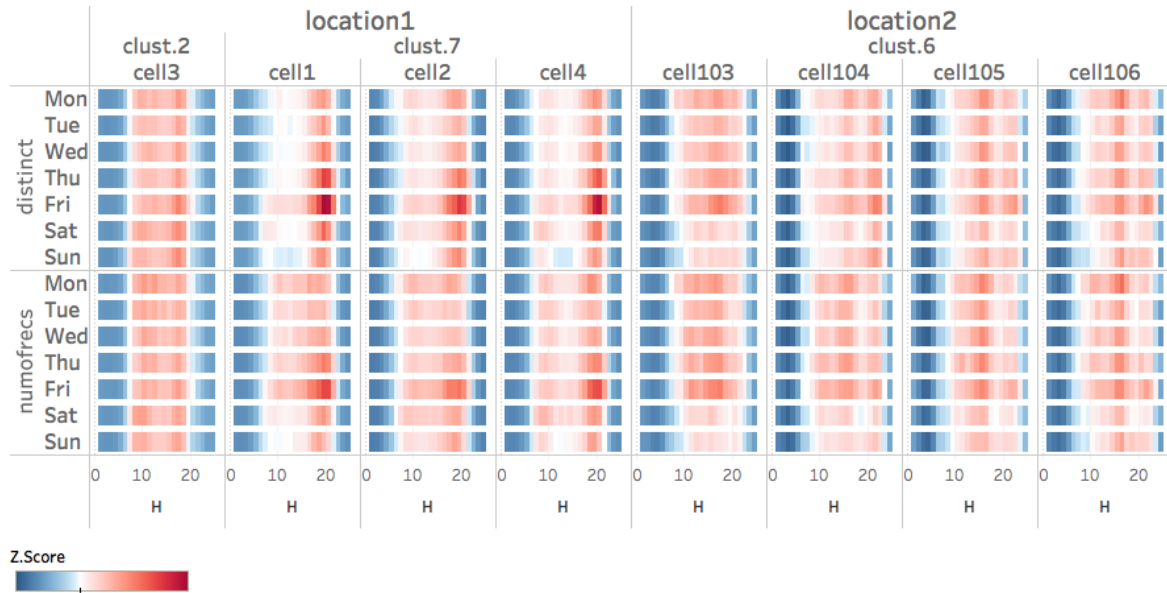 location1 location2
clust.2 clust.7 clust.6
cell3 cell1 cell2 cell4 cell103 cell104 cell105 cell106
distinct
Mon
Tue
Wed
Thu
Fri
Sat
Sun
numofrecs
Mon
Tue
Wed
Thu
Fri
Sat
Sun
0 10 20 0 10 20 0 10 20 0 10 20 0 10 20 0 10 20 0 10 20 0 10 20
H H H H H H H H
Z.Score